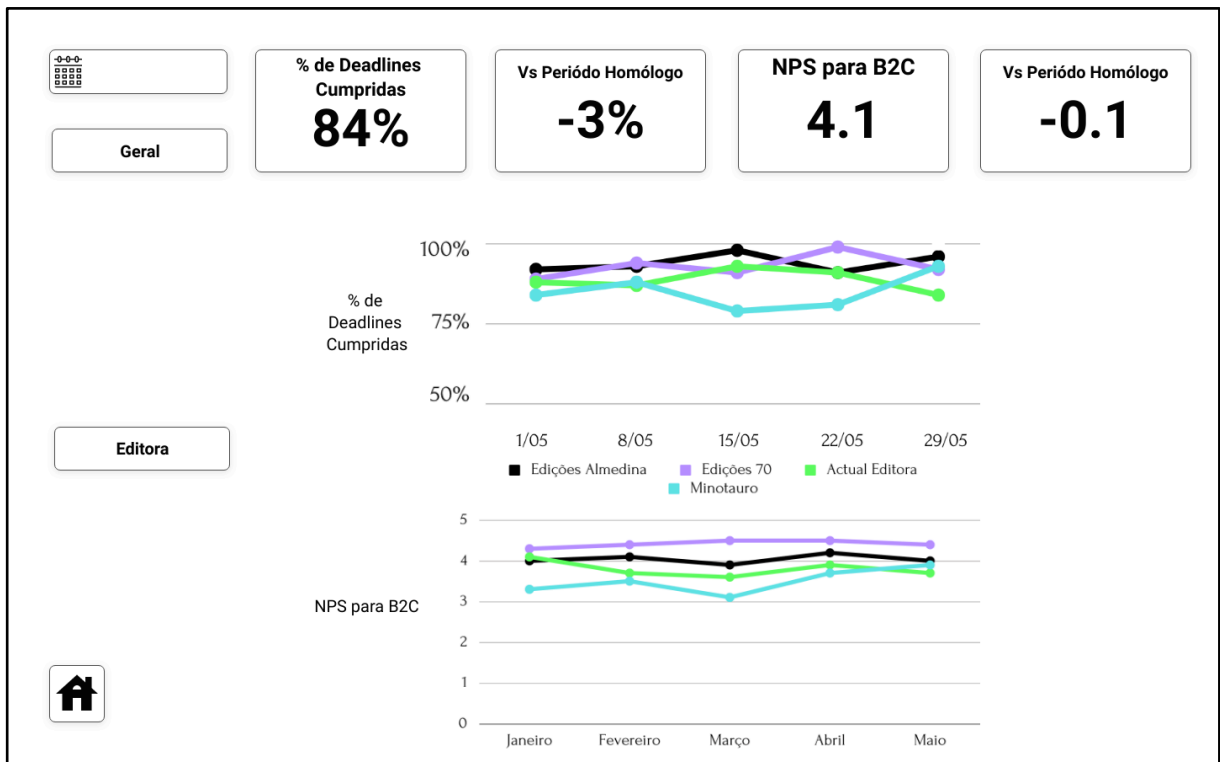 % de Deadlines
Cumpridas
84%
Vs Periódo Homólogo
-3%
NPS para B2C
4.1
Vs Periódo Homólogo
-0.1
Geral
100%
75%
50%
% de
Deadlines
Cumpridas
1/05 8/05 15/05 22/05 29/05
Edições Almedina Edições 70 Actual Editora
Minotauro
Editora
5
4
3
2
1
0
NPS para B2C
Janeiro Fevereiro Março Abril Maio